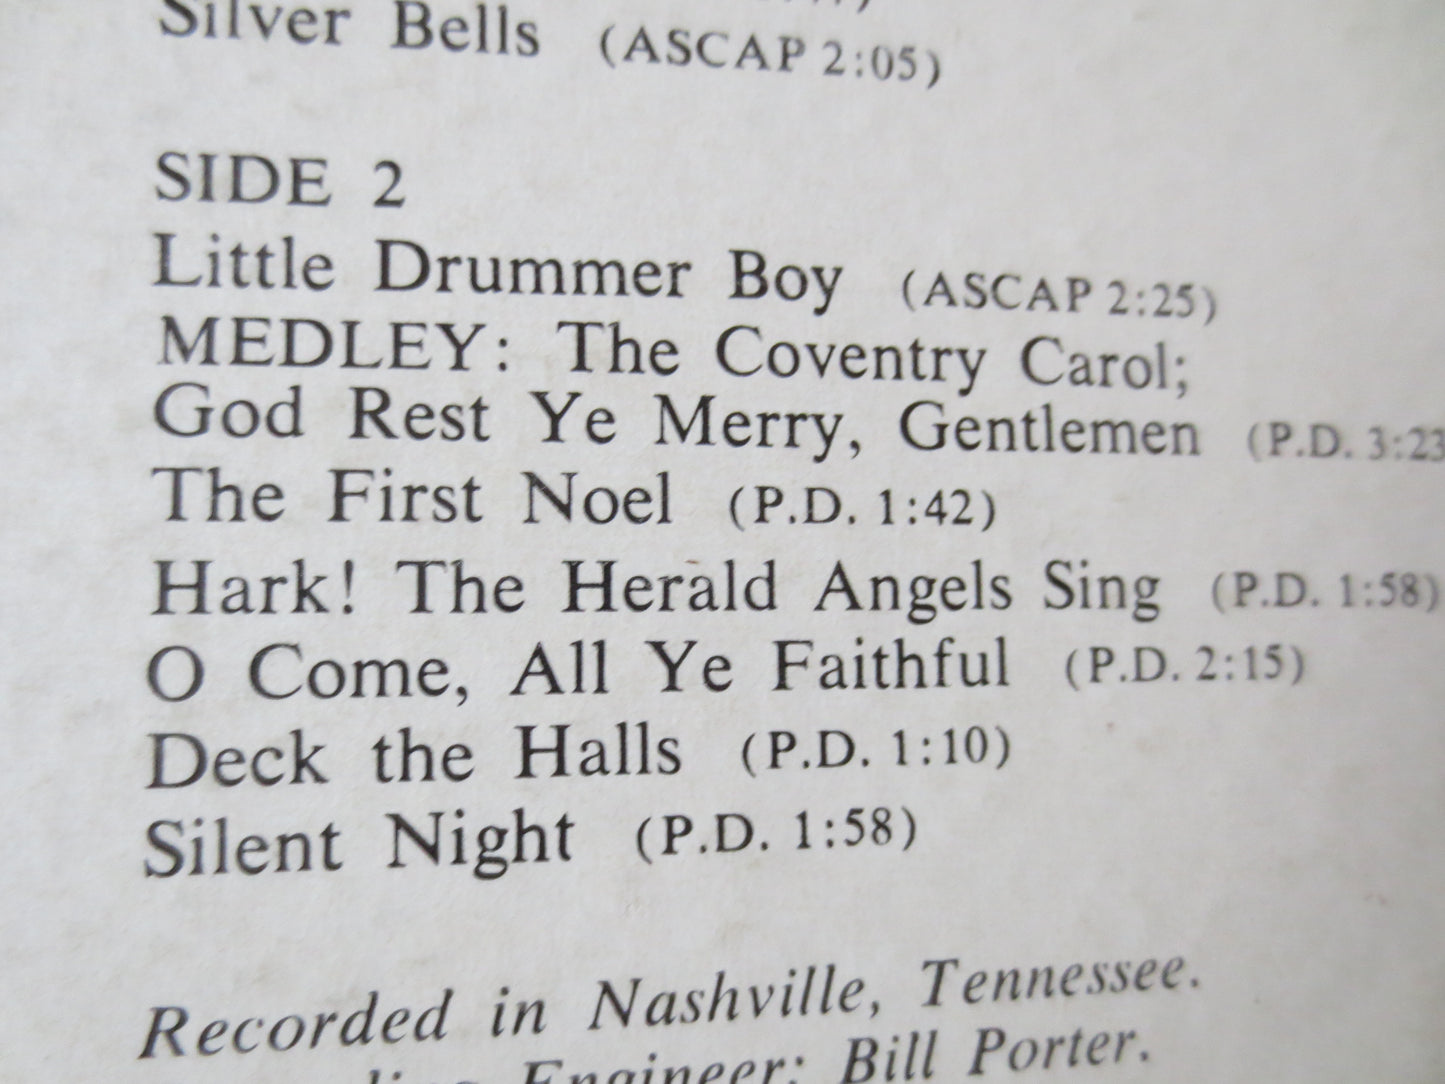 Silver Bells (ASCAP 2:05)
SIDE 2
Little Drummer Boy (ASCAP 2:25)
MEDLEY: The Coventry Carol;
God Rest Ye Merry, Gentlemen (P.D. 3:23
The First Noel (P.D. 1:42)
Hark! The Herald Angels Sing (P.D. 1:58)
O Come, All Ye Faithful (P.D. 2:15)
Deck the Halls (P.D. 1:10)
Silent Night (P.D. 1:58)
Recorded in Nashville, Tennessee.
Engineer: Bill Porter.